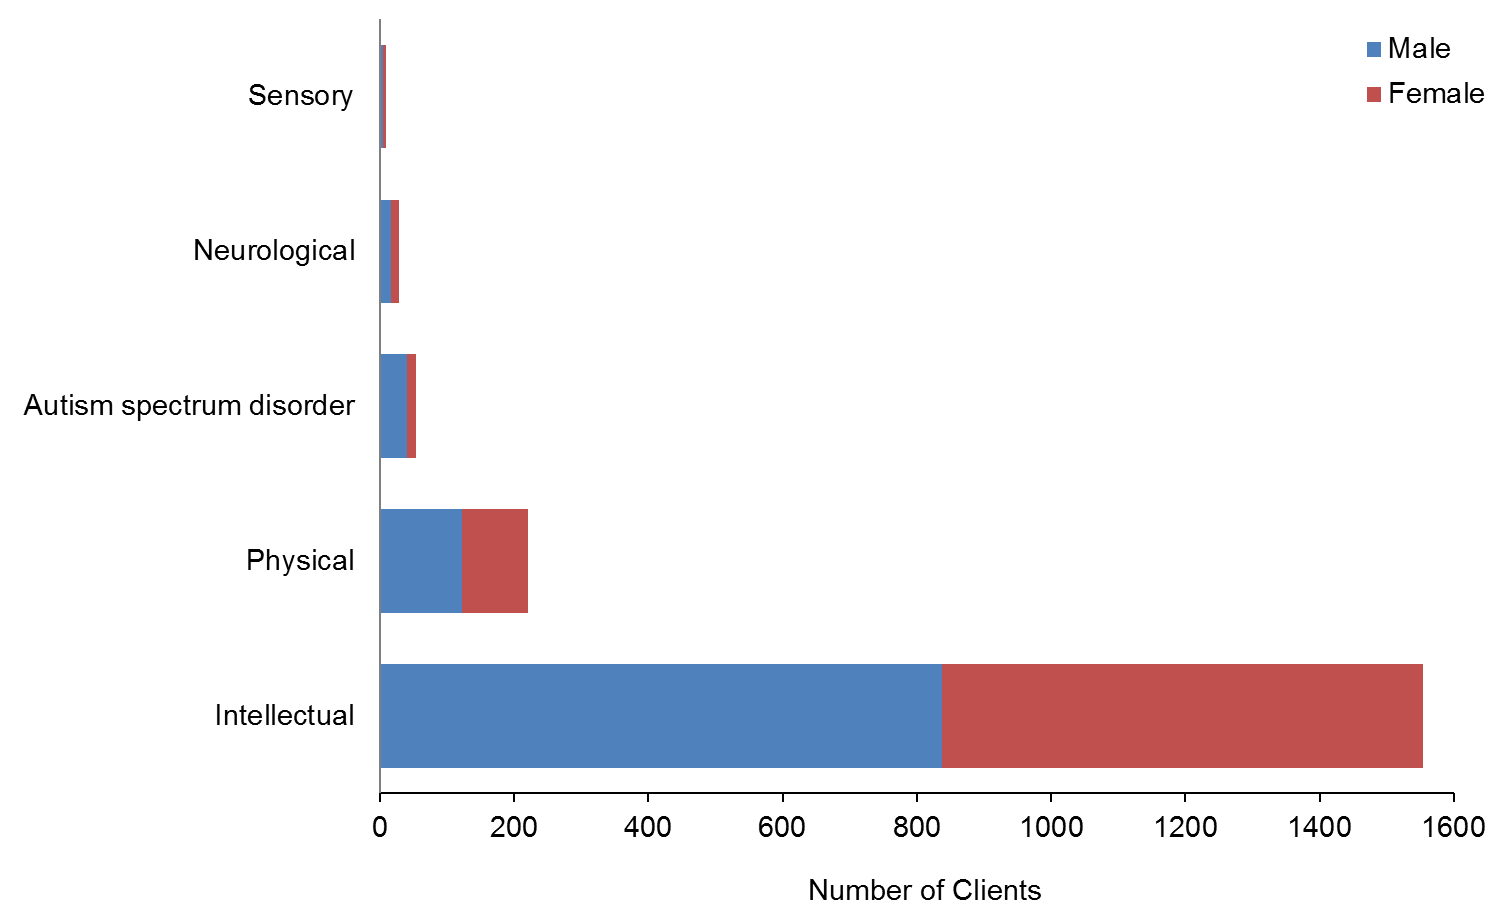 Male
Female
Sensory
Neurological
Autism spectrum disorder
Physical
Intellectual
0 200 400 600 800 1000 1200 1400 1600
Number of Clients